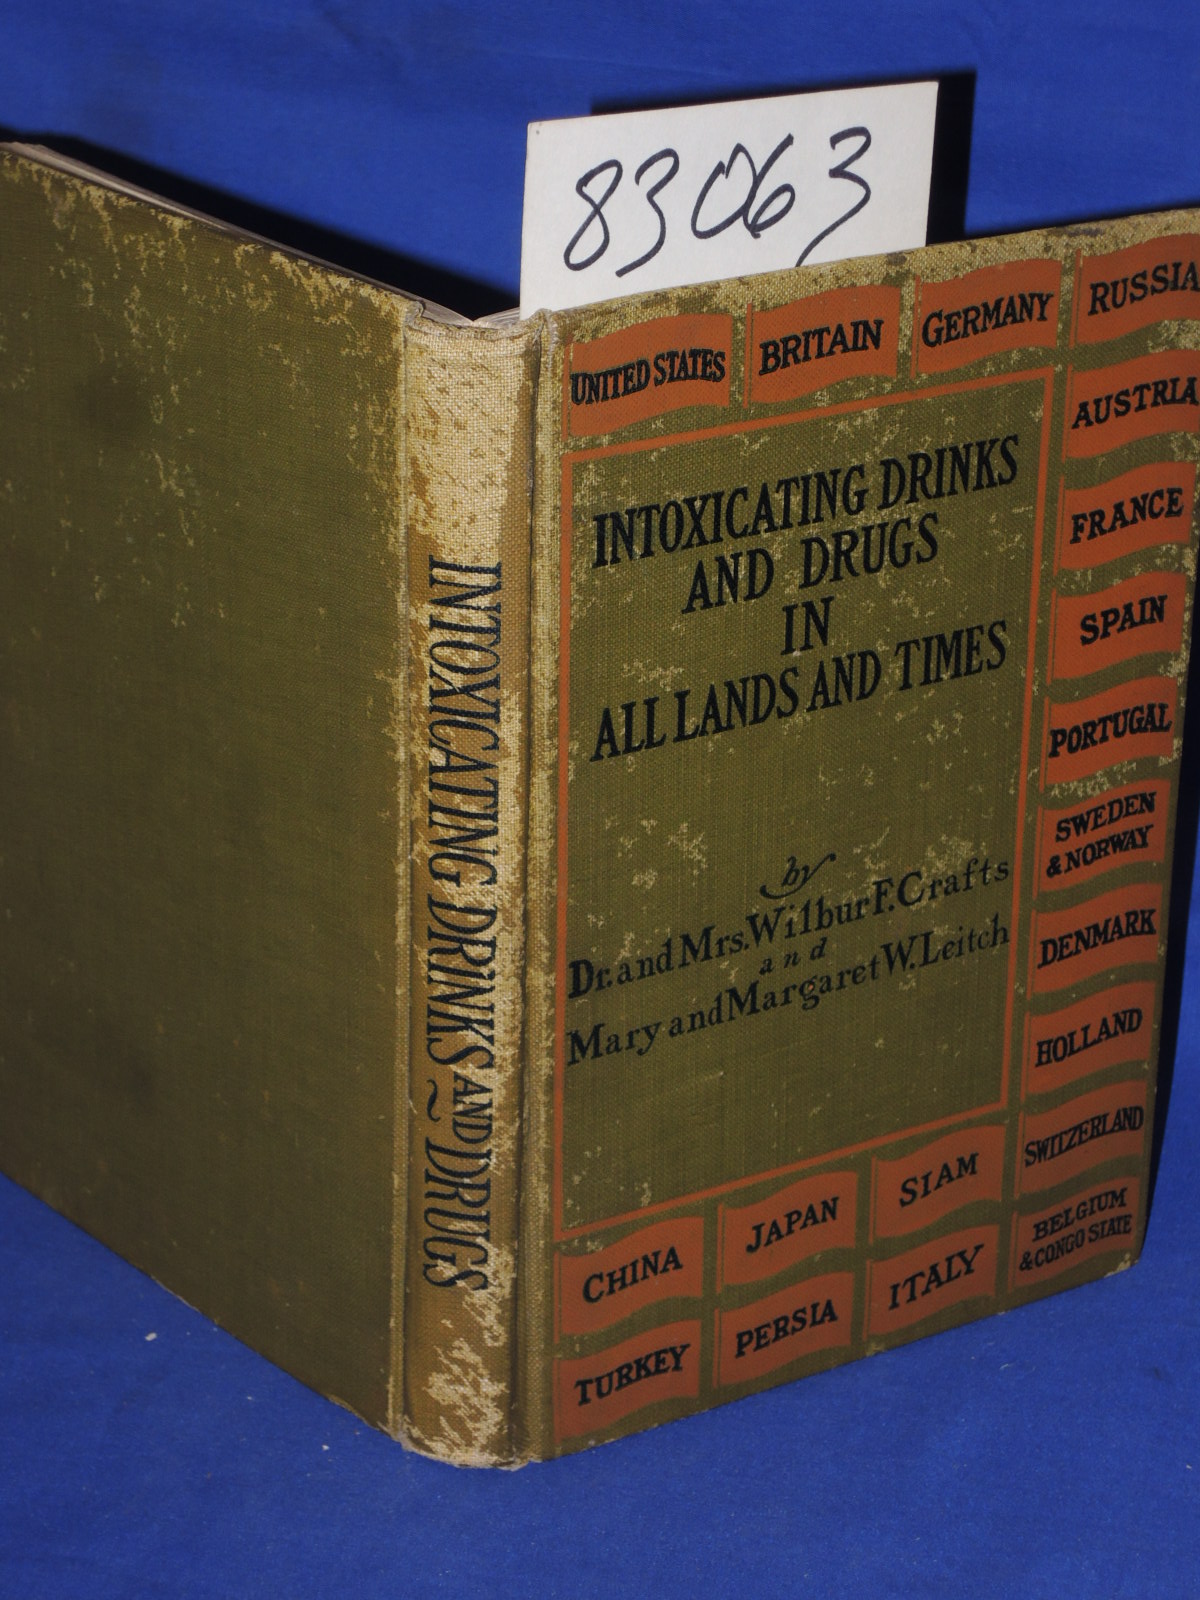 83063
UNITED STATES
BRITAIN
GERMANY
RUSSIA
AUSTRIA
FRANCE
SPAIN
PORTUGAL
SWEDEN
& NORWAY
DENMARK
HOLLAND
SWITZERLAND
BELGIUM
& CONGO STATE
INTOXICATING DRINKS
AND DRUGS
IN
ALL LANDS AND TIMES
by
Dr. and Mrs. Wilbur F. Crafts
and
Mary and Margaret W. Leitch
CHINA
JAPAN
SIAM
TURKEY
PERSIA
ITALY
INTOXICATING DRINKS AND DRUGS